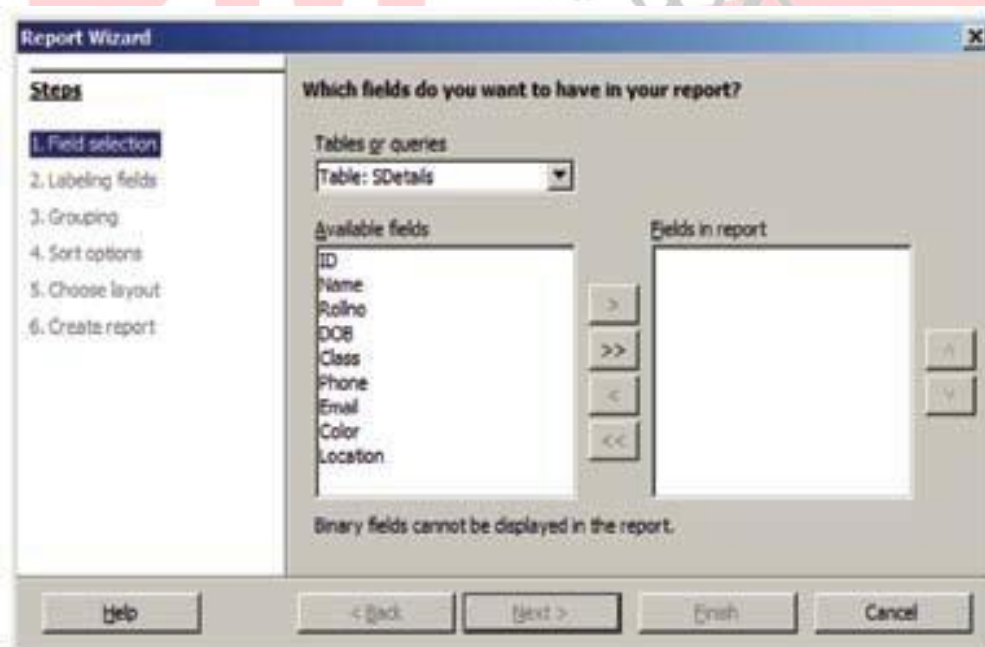 Report Wizard
Steps
1. Field selection
2. Labeling fields
3. Grouping
4. Sort options
5. Choose layout
6. Create report
Which fields do you want to have in your report?
Tables or queries
Table: SDetails
Available fields
ID
Name
Rollno
DOB
Class
Phone
Email
Color
Location
>
>>
<
<<
Fields in report
Binary fields cannot be displayed in the report.
Help
< Back
Next >
Finish
Cancel